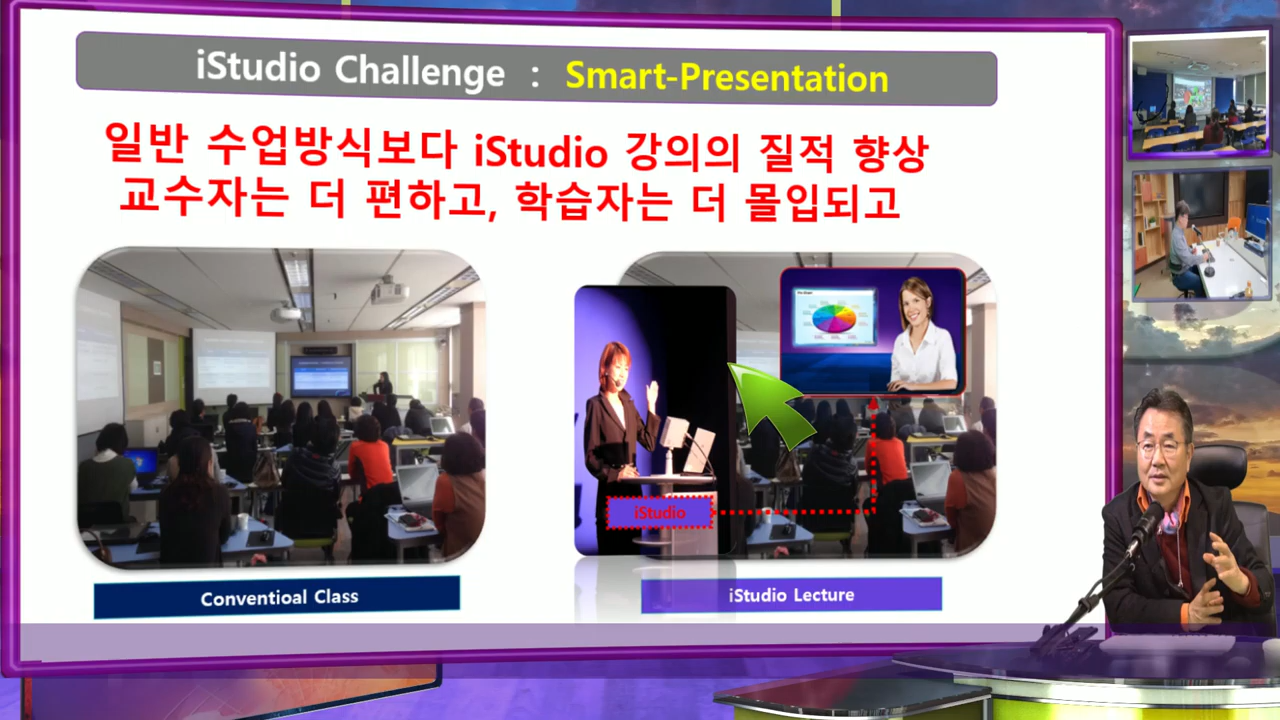 iStudio Challenge : Smart-Presentation
일반 수업방식보다 iStudio 강의의 질적 향상
교수자는 더 편하고, 학습자는 더 몰입되고
iStudio
Conventioal Class
iStudio Lecture